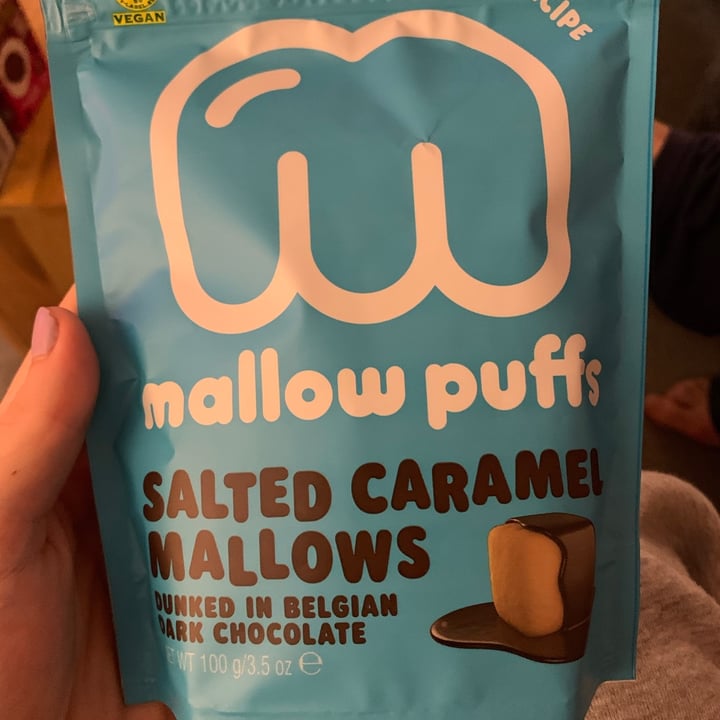 VEGAN
mallow puffs
SALTED CARAMEL
MALLOWS
DUNKED IN BELGIAN
DARK CHOCOLATE
WT 100 g/3.5 oz ℮